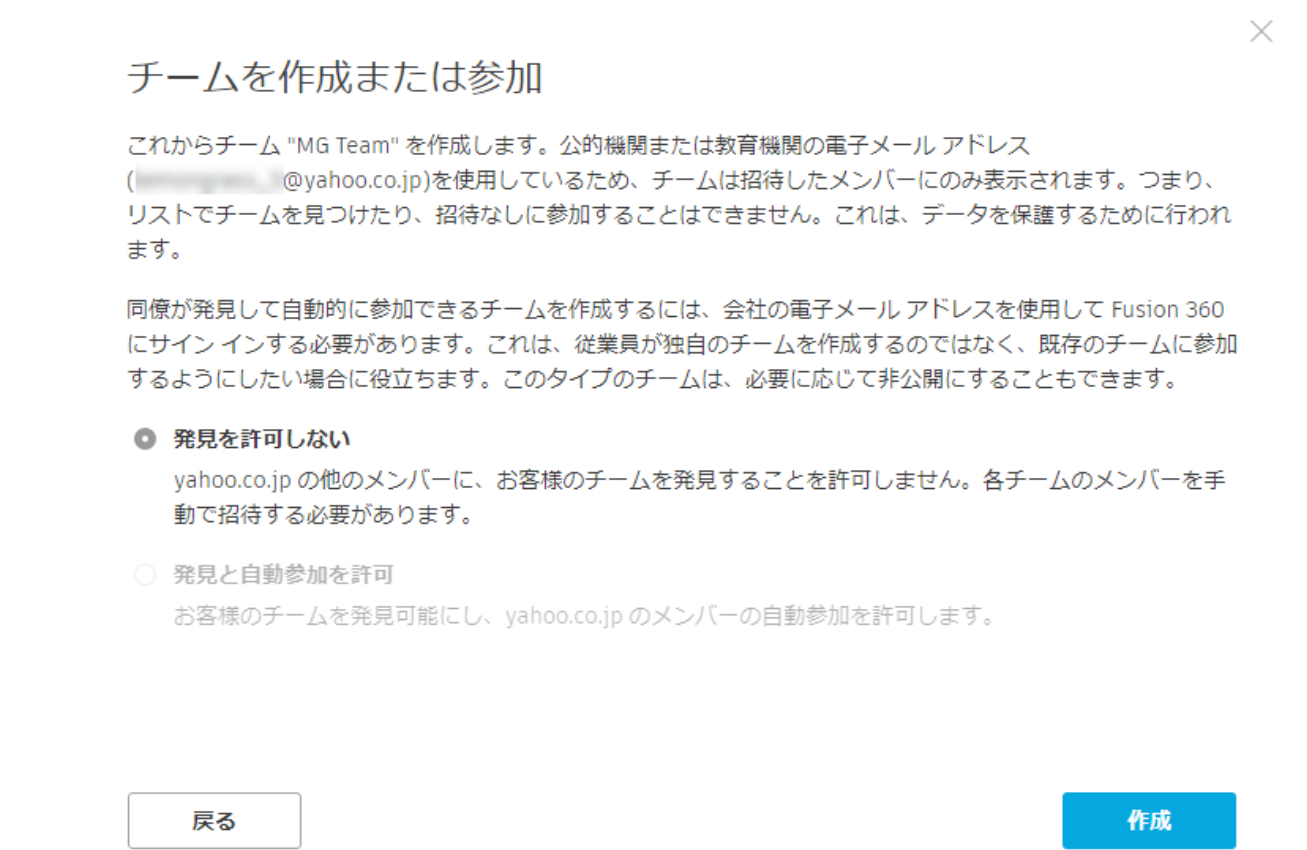 チームを作成または参加
これからチーム "MG Team" を作成します。公的機関または教育機関の電子メール アドレス
(@yahoo.co.jp)を使用しているため、チームは招待したメンバーにのみ表示されます。つまり、
リストでチームを見つけたり、招待なしに参加することはできません。これは、データを保護するために行われ
ます。
同僚が発見して自動的に参加できるチームを作成するには、会社の電子メール アドレスを使用して Fusion 360
にサイン インする必要があります。これは、従業員が独自のチームを作成するのではなく、既存のチームに参加
するようにしたい場合に役立ちます。このタイプのチームは、必要に応じて非公開にすることもできます。
発見を許可しない
yahoo.co.jp の他のメンバーに、お客様のチームを発見することを許可しません。各チームのメンバーを手
動で招待する必要があります。
発見と自動参加を許可
お客様のチームを発見可能にし、yahoo.co.jp のメンバーの自動参加を許可します。
戻る
作成